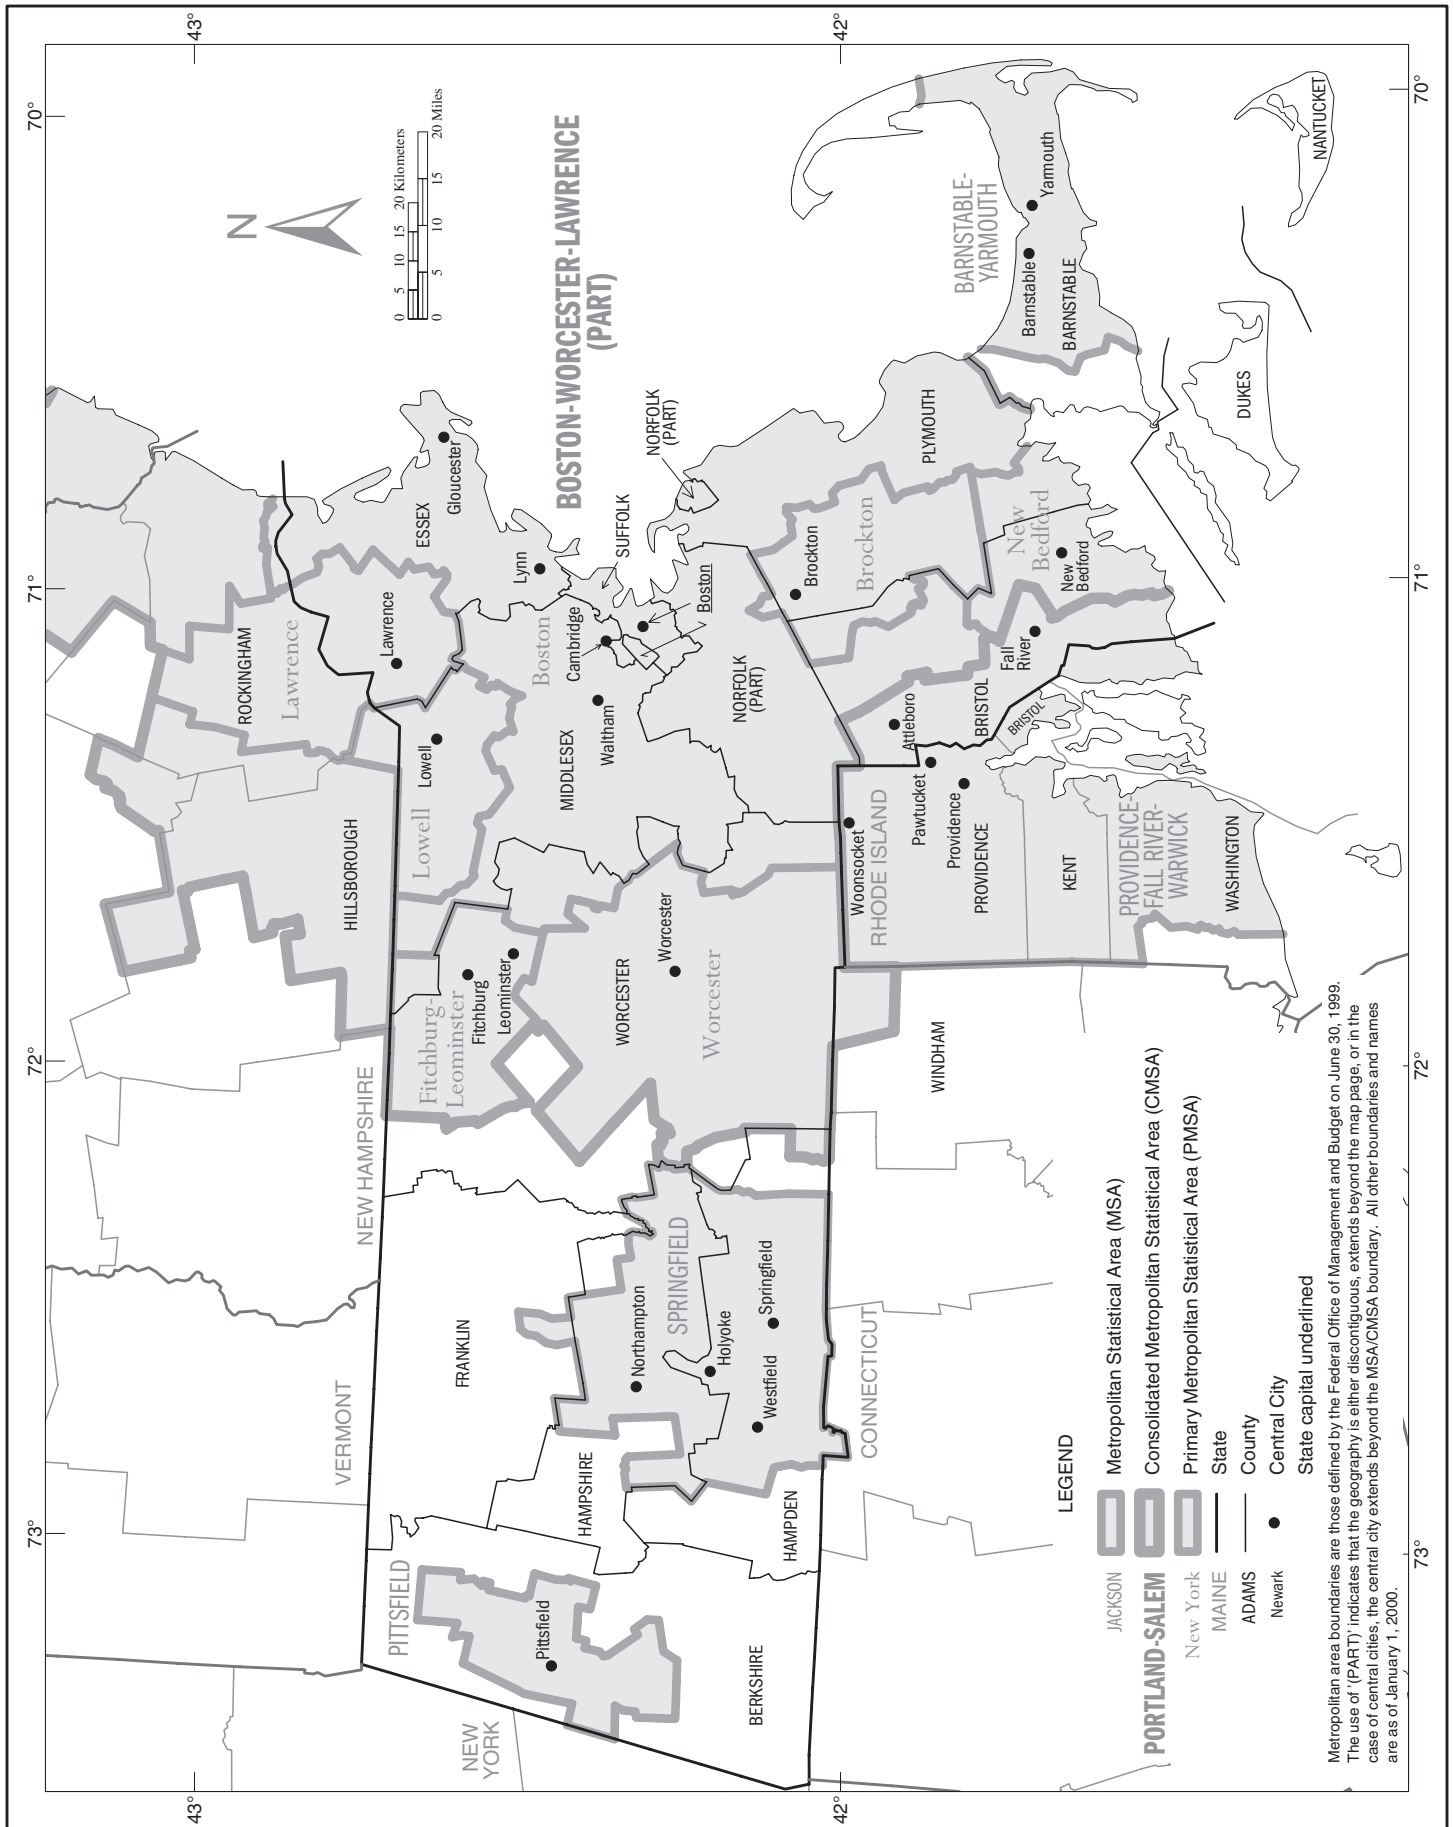 43°
42°
70°
71°
72°
73°
70°
71°
72°
73°
43°
42°
N
0 5 10 15 20 Kilometers
0 5 10 15 20 Miles
BOSTON-WORCESTER-LAWRENCE
(PART)
NEW
YORK
VERMONT
NEW HAMPSHIRE
HILLSBOROUGH
ROCKINGHAM
Lawrence
Lawrence
ESSEX
Gloucester
Lynn
Lowell
Lowell
Boston
Cambridge
SUFFOLK
Boston
NORFOLK
(PART)
NORFOLK
(PART)
MIDDLESEX
Waltham
Fitchburg-
Leominster
Fitchburg
Leominster
WORCESTER
Worcester
Worcester
FRANKLIN
HAMPSHIRE
Northampton
SPRINGFIELD
Holyoke
Springfield
Westfield
HAMPDEN
PITTSFIELD
Pittsfield
BERKSHIRE
CONNECTICUT
WINDHAM
RHODE ISLAND
Woonsocket
Pawtucket
Providence
PROVIDENCE
KENT
PROVIDENCE-
FALL RIVER-
WARWICK
WASHINGTON
BRISTOL
BRISTOL
Attleboro
Fall
River
New
Bedford
New
Bedford
Brockton
Brockton
PLYMOUTH
BARNSTABLE-
YARMOUTH
Barnstable
Yarmouth
BARNSTABLE
DUKES
NANTUCKET
LEGEND
JACKSON Metropolitan Statistical Area (MSA)
PORTLAND-SALEM Consolidated Metropolitan Statistical Area (CMSA)
New York Primary Metropolitan Statistical Area (PMSA)
MAINE State
ADAMS County
Newark Central City
State capital underlined
Metropolitan area boundaries are those defined by the Federal Office of Management and Budget on June 30, 1999.
The use of '(PART)' indicates that the geography is either discontiguous, extends beyond the map page, or in the
case of central cities, the central city extends beyond the MSA/CMSA boundary. All other boundaries and names
are as of January 1, 2000.